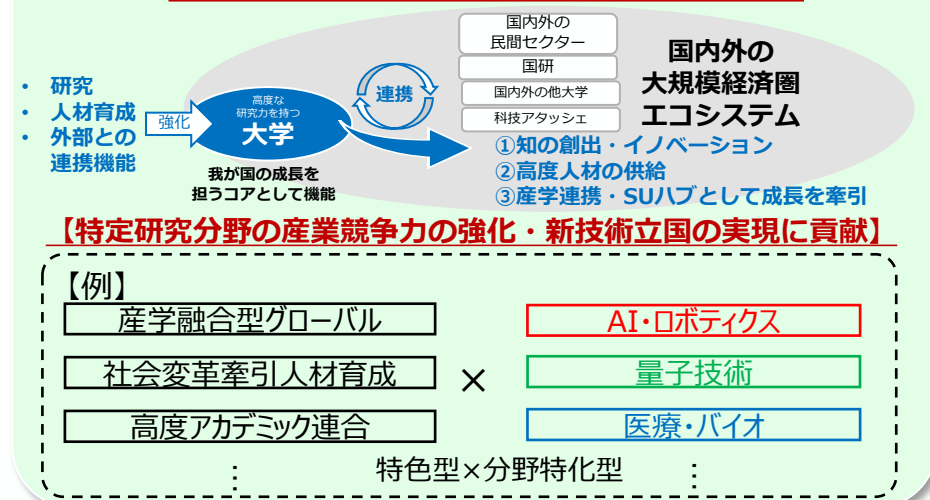 国内外の
民間セクター
国研
国内外の他大学
科技アタッシェ
国内外の
大規模経済圏
エコシステム
・ 研究
・ 人材育成
・ 外部との
連携機能
強化
高度な
研究力を持つ
大学
連携
我が国の成長を
担うコアとして機能
①知の創出・イノベーション
②高度人材の供給
③産学連携・SUハブとして成長を牽引
【特定研究分野の産業競争力の強化・新技術立国の実現に貢献】
【例】
産学融合型グローバル
社会変革牽引人材育成
高度アカデミック連合
×
AI・ロボティクス
量子技術
医療・バイオ
⋮ 特色型×分野特化型 ⋮